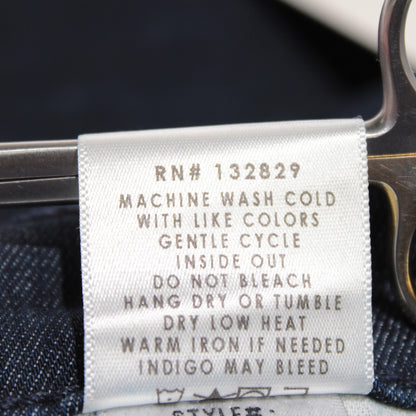 RN# 132829
MACHINE WASH COLD
WITH LIKE COLORS
GENTLE CYCLE
INSIDE OUT
DO NOT BLEACH
HANG DRY OR TUMBLE
DRY LOW HEAT
WARM IRON IF NEEDED
INDIGO MAY BLEED
STYLE#: